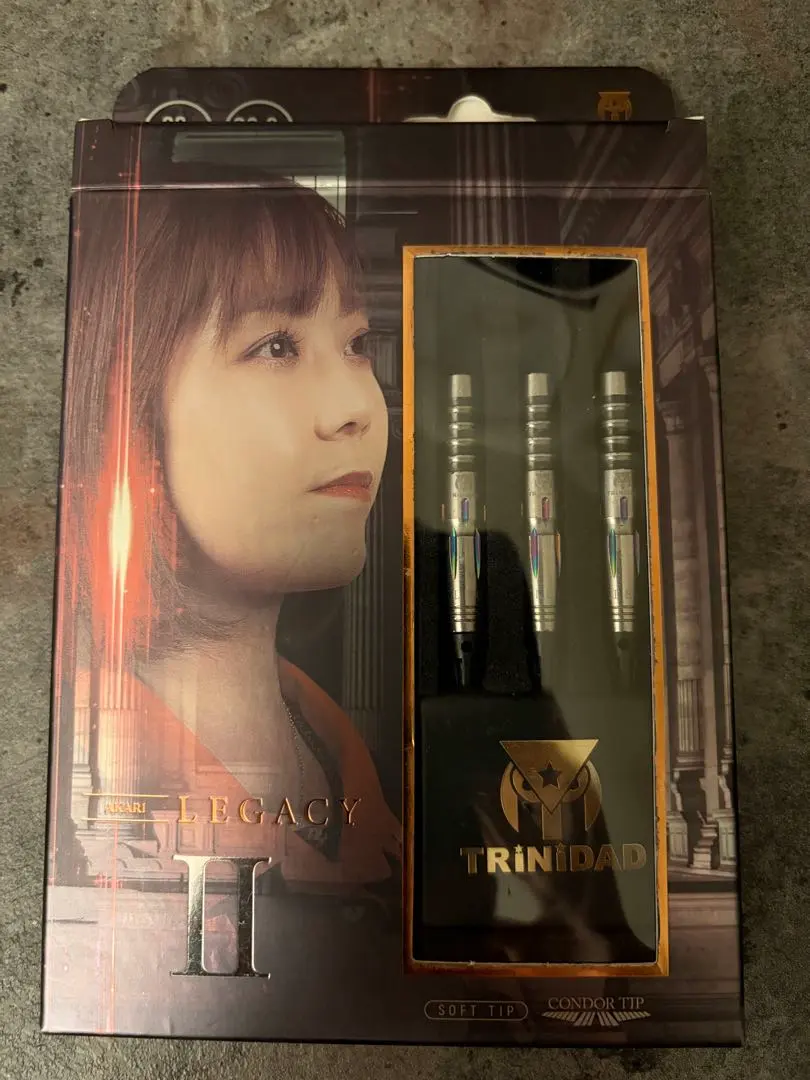 AKARI LEGACY
II
TRiNiDAD
SOFT TIP
CONDOR TIP